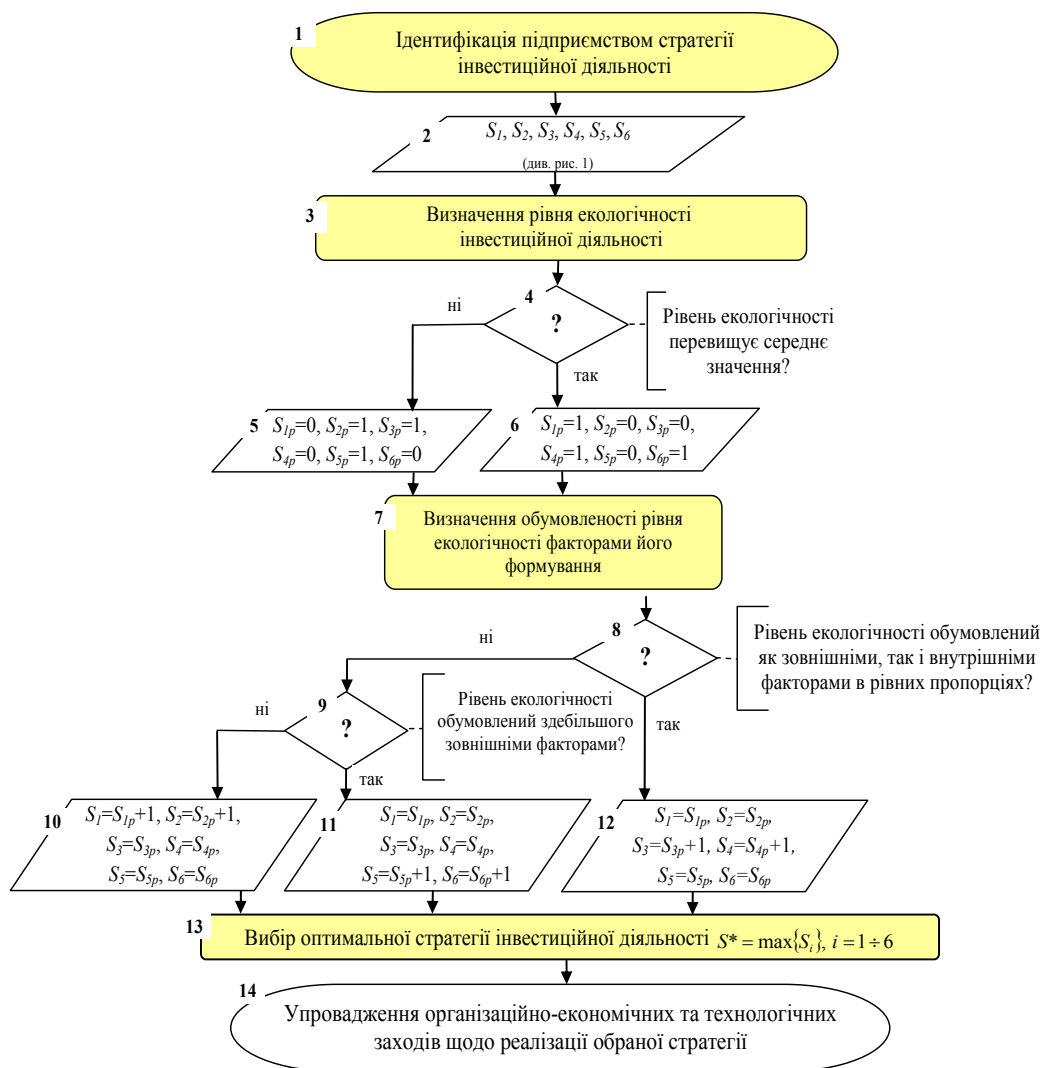 1
Ідентифікація підприємством стратегії
інвестиційної діяльності
2
S1, S2, S3, S4, S5, S6
(див. рис. 1)
3
Визначення рівня екологічності
інвестиційної діяльності
4
?
ні
так
Рівень екологічності
перевищує середнє
значення?
5
S1p=0, S2p=1, S3p=1,
S4p=0, S5p=1, S6p=0
6
S1p=1, S2p=0, S3p=0,
S4p=1, S5p=0, S6p=1
7
Визначення обумовленості рівня
екологічності факторами його
формування
8
?
ні
так
Рівень екологічності обумовлений
як зовнішніми, так і внутрішніми
факторами в рівних пропорціях?
9
?
ні
так
Рівень екологічності
обумовлений здебільшого
зовнішніми факторами?
10
S1=S1p+1, S2=S2p+1,
S3=S3p, S4=S4p,
S5=S5p, S6=S6p
11
S1=S1p, S2=S2p,
S3=S3p, S4=S4p,
S5=S5p+1, S6=S6p+1
12
S1=S1p, S2=S2p,
S3=S3p+1, S4=S4p+1,
S5=S5p, S6=S6p
13
Вибір оптимальної стратегії інвестиційної діяльності S* = max{Si}, i = 1 ÷ 6
14
Упровадження організаційно-економічних та технологічних
заходів щодо реалізації обраної стратегії